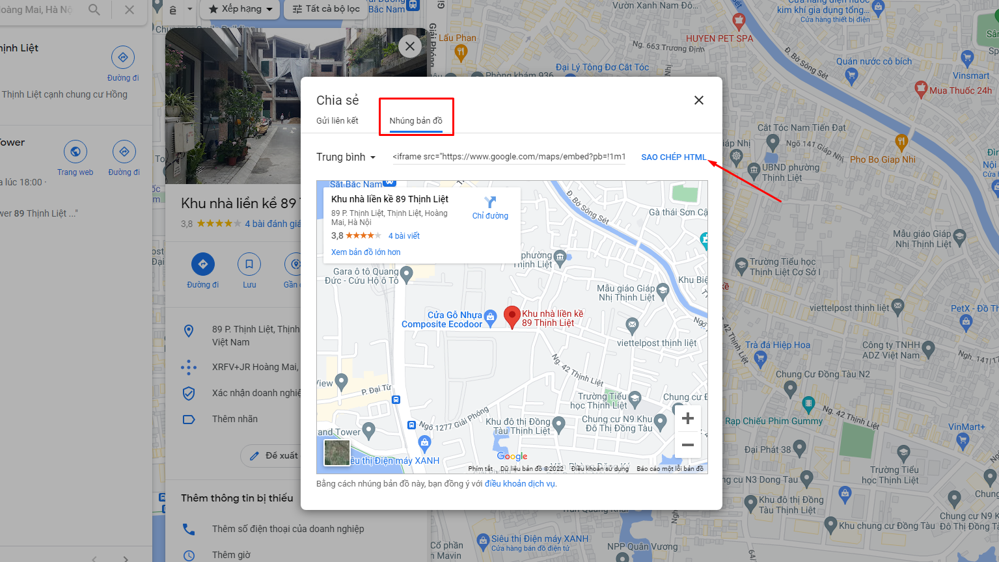 oàng Mai, Hà Nộ
Xếp hạng
Tất cả bộ lọc
hịnh Liệt
Đường đi
Thịnh Liệt cạnh chung cư Hồng
ower
Trang web
Đường đi
a lúc 18:00 ·
wer 89 Thịnh Liệt ..."
Khu nhà liền kề 89
3,8
4 bài đánh giá
Đường đi
Lưu
Gần
89 P. Thịnh Liệt, Thịnh
Việt Nam
XRFV+JR Hoàng Mai,
Xác nhận doanh nghiệ
Thêm nhãn
Đề xuất
Thêm thông tin bị thiếu
Thêm số điện thoại của doanh nghiệp
Thêm giờ
Chia sẻ
Gửi liên kết
Nhúng bản đồ
Trung bình
<iframe src="https://www.google.com/maps/embed?pb=!1m1
SAO CHÉP HTML
Sắt Bắc Nam
Khu nhà liền kề 89 Thịnh Liệt
89 P. Thịnh Liệt, Thịnh Liệt, Hoàng
Mai, Hà Nội
3,8
4 bài viết
Xem bản đồ lớn hơn
Chỉ đường
Đ. Bờ Sông Sét
Gà thái Sơn Cậ
phường
Thịnh Liệt
Gara ô tô Quang
Đức - Cứu Hộ Ô Tô
Mẫu giáo Giáp
Nhị Thịnh Liệt
Khu Biệ
Cửa Gỗ Nhựa
Composite Ecodoor
Khu nhà liền kề
89 Thịnh Liệt
viettelpost thịnh liệt
Ng. 42 Thịnh Liệt
View
P. Đại Từ
Trường Tiểu
học Thịnh Liệt
Chung cư Đ
Ngõ 1277 Giải Phóng
Khu đô thị Đồng
Tàu Thịnh Liệt
Chung cư N9 Khu
Đô Thị Đồng Tàu
and Tower
Siêu thị Điện máy XANH
Google
Phím tắt
Dữ liệu bản đồ ©2022
Điều khoản sử dụng
Báo cáo một lỗi bản đồ
Bằng cách nhúng bản đồ này, bạn đồng ý với điều khoản dịch vụ.
Bắc Nam
Giải Phóng
Vườn Xanh Nam Đô...
Lẩu Phan
Ng. 663 Trương Định
HUYEN PET SPA
kim khí gia dụng tổng...
Cửa hàng thiết bị điện
Đ. Bờ Sông Sét
Đại Lý Tông Đơ Cắt Tóc
Phòng khám 936
Quán nước cô bích
Vinsmart
Mua Thuốc 24h
Cắt Tóc Nam Tiến Đạt
Ngõ 141 Giáp Nhị
áp Nhị
Pho Bo Giap Nhi
UBND phường
Thịnh Liệt
Mẫu giáo Giáp
Nhị Thịnh Liệt
Trường Tiểu học
Thịnh Liệt Cơ Sở I
kề
viettelpost thịnh liệt
PetX - Đồ Th
42 Thịnh Liệt
Trà đá Hiệp Hoa
Công ty TNHH
ADZ Việt Nam
Ngh. 141/1
Chung Cư Đồng Tàu N2
Ng. 42 Thịnh Liệt
Rạp Chiếu Phim Gummy
VinMart+
Đại Phát 38
Trường Tiểu
học Thịnh Liệt
ng cu N3 Dong Tau
Khu đô thị Đồng
Tàu Thịnh Liệt
Chung
Chung cư N9 K
Đô Thị Đồng Tà
Khu chung cư Đồng Tàu
Cổ phần
n Mavin
Siêu thị Điện máy XANH
Cửa hàng bán đồ điện tử
NPP Quân Vương